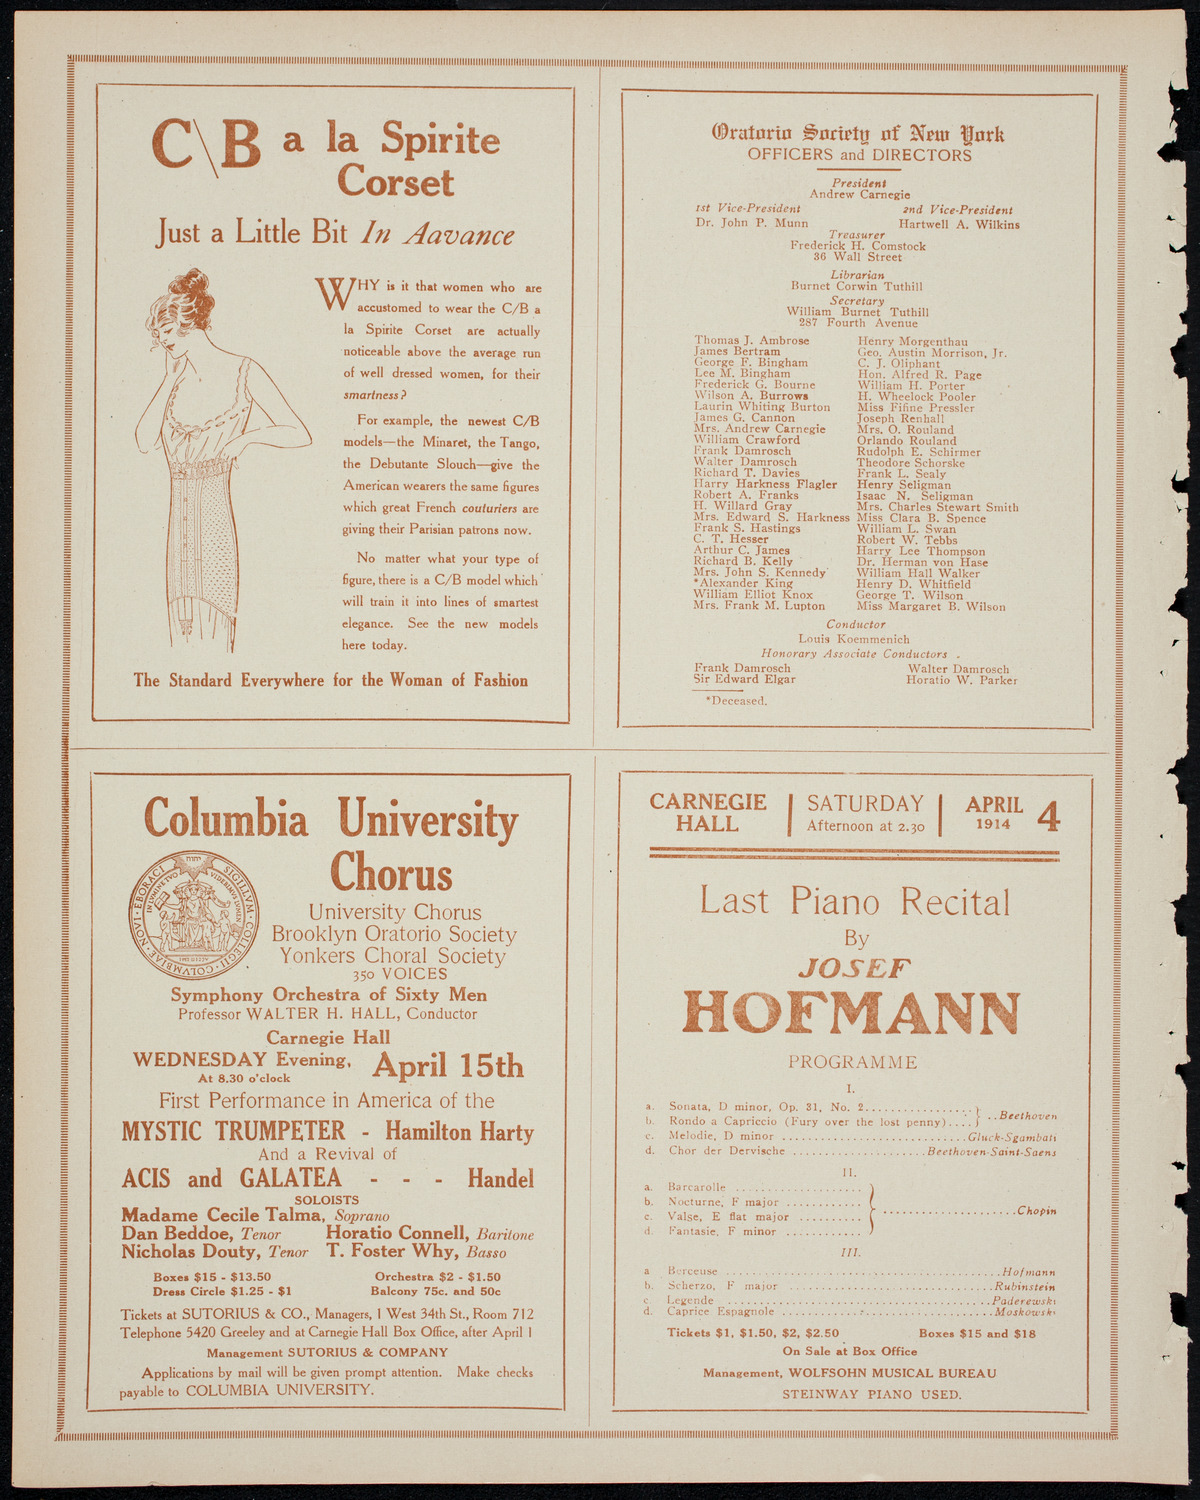 C\B a la Spirite
Corset
Just a Little Bit In Aavance
WHY is it that women who are
accustomed to wear the C/B a
la Spirite Corset are actually
noticeable above the average run
of well dressed women, for their
smartness?
For example, the newest C/B
models—the Minaret, the Tango,
the Debutante Slouch—give the
American wearers the same figures
which great French couturiers are
giving their Parisian patrons now.
No matter what your type of
figure, there is a C/B model which
will train it into lines of smartest
elegance. See the new models
here today.
The Standard Everywhere for the Woman of Fashion
Oratorio Society of New York
OFFICERS and DIRECTORS
President
Andrew Carnegie
1st Vice-President 2nd Vice-President
Dr. John P. Munn Hartwell A. Wilkins
Treasurer
Frederick H. Comstock
36 Wall Street
Librarian
Burnet Corwin Tuthill
Secretary
William Burnet Tuthill
287 Fourth Avenue
Thomas J. Ambrose
James Bertram
George F. Bingham
Lee M. Bingham
Frederick G. Bourne
Wilson A. Burrows
Laurin Whiting Burton
James G. Cannon
Mrs. Andrew Carnegie
William Crawford
Frank Damrosch
Walter Damrosch
Richard T. Davies
Harry Harkness Flagler
Robert A. Franks
H. Willard Gray
Mrs. Edward S. Harkness
Frank S. Hastings
C. T. Hesser
Arthur C. James
Richard B. Kelly
Mrs. John S. Kennedy
*Alexander King
William Elliot Knox
Mrs. Frank M. Lupton
Henry Morgenthau
Geo. Austin Morrison, Jr.
C. J. Oliphant
Hon. Alfred R. Page
William H. Porter
H. Wheelock Pooler
Miss Fifine Pressler
Joseph Renhall
Mrs. O. Rouland
Orlando Rouland
Rudolph E. Schirmer
Theodore Schorske
Frank L. Sealy
Henry Seligman
Isaac N. Seligman
Mrs. Charles Stewart Smith
Miss Clara B. Spence
William L. Swan
Robert W. Tebbs
Harry Lee Thompson
Dr. Herman von Hase
William Hall Walker
Henry D. Whitfield
George T. Wilson
Miss Margaret B. Wilson
Conductor
Louis Koemmenich
Honorary Associate Conductors
Frank Damrosch Walter Damrosch
Sir Edward Elgar Horatio W. Parker
*Deceased.
Columbia University
Chorus
SIGILLVM · COLLEGII · COLVMBIAE · NOVI · EBORACI
IN LVMINE TVO VIDEBIMVS LVMEN
University Chorus
Brooklyn Oratorio Society
Yonkers Choral Society
350 VOICES
Symphony Orchestra of Sixty Men
Professor WALTER H. HALL, Conductor
Carnegie Hall
WEDNESDAY Evening, April 15th
At 8.30 o'clock
First Performance in America of the
MYSTIC TRUMPETER - Hamilton Harty
And a Revival of
ACIS and GALATEA - - - Handel
SOLOISTS
Madame Cecile Talma, Soprano
Dan Beddoe, Tenor Horatio Connell, Baritone
Nicholas Douty, Tenor T. Foster Why, Basso
Boxes $15 - $13.50 Orchestra $2 - $1.50
Dress Circle $1.25 - $1 Balcony 75c. and 50c
Tickets at SUTORIUS & CO., Managers, 1 West 34th St., Room 712
Telephone 5420 Greeley and at Carnegie Hall Box Office, after April 1
Management SUTORIUS & COMPANY
Applications by mail will be given prompt attention. Make checks
payable to COLUMBIA UNIVERSITY.
CARNEGIE HALL | SATURDAY Afternoon at 2.30 | APRIL 1914 4
Last Piano Recital
By
JOSEF
HOFMANN
PROGRAMME
I.
a. Sonata, D minor, Op. 31, No. 2
b. Rondo a Capriccio (Fury over the lost penny) .... Beethoven
c. Melodie, D minor .... Gluck-Sgambati
d. Chor der Dervische .... Beethoven-Saint-Saens
II.
a. Barcarolle
b. Nocturne, F major
c. Valse, E flat major .... Chopin
d. Fantasie, F minor
III.
a Berceuse .... Hofmann
b. Scherzo, F major .... Rubinstein
c. Legende .... Paderewski
d. Caprice Espagnole .... Moskowski
Tickets $1, $1.50, $2, $2.50 Boxes $15 and $18
On Sale at Box Office
Management, WOLFSOHN MUSICAL BUREAU
STEINWAY PIANO USED.